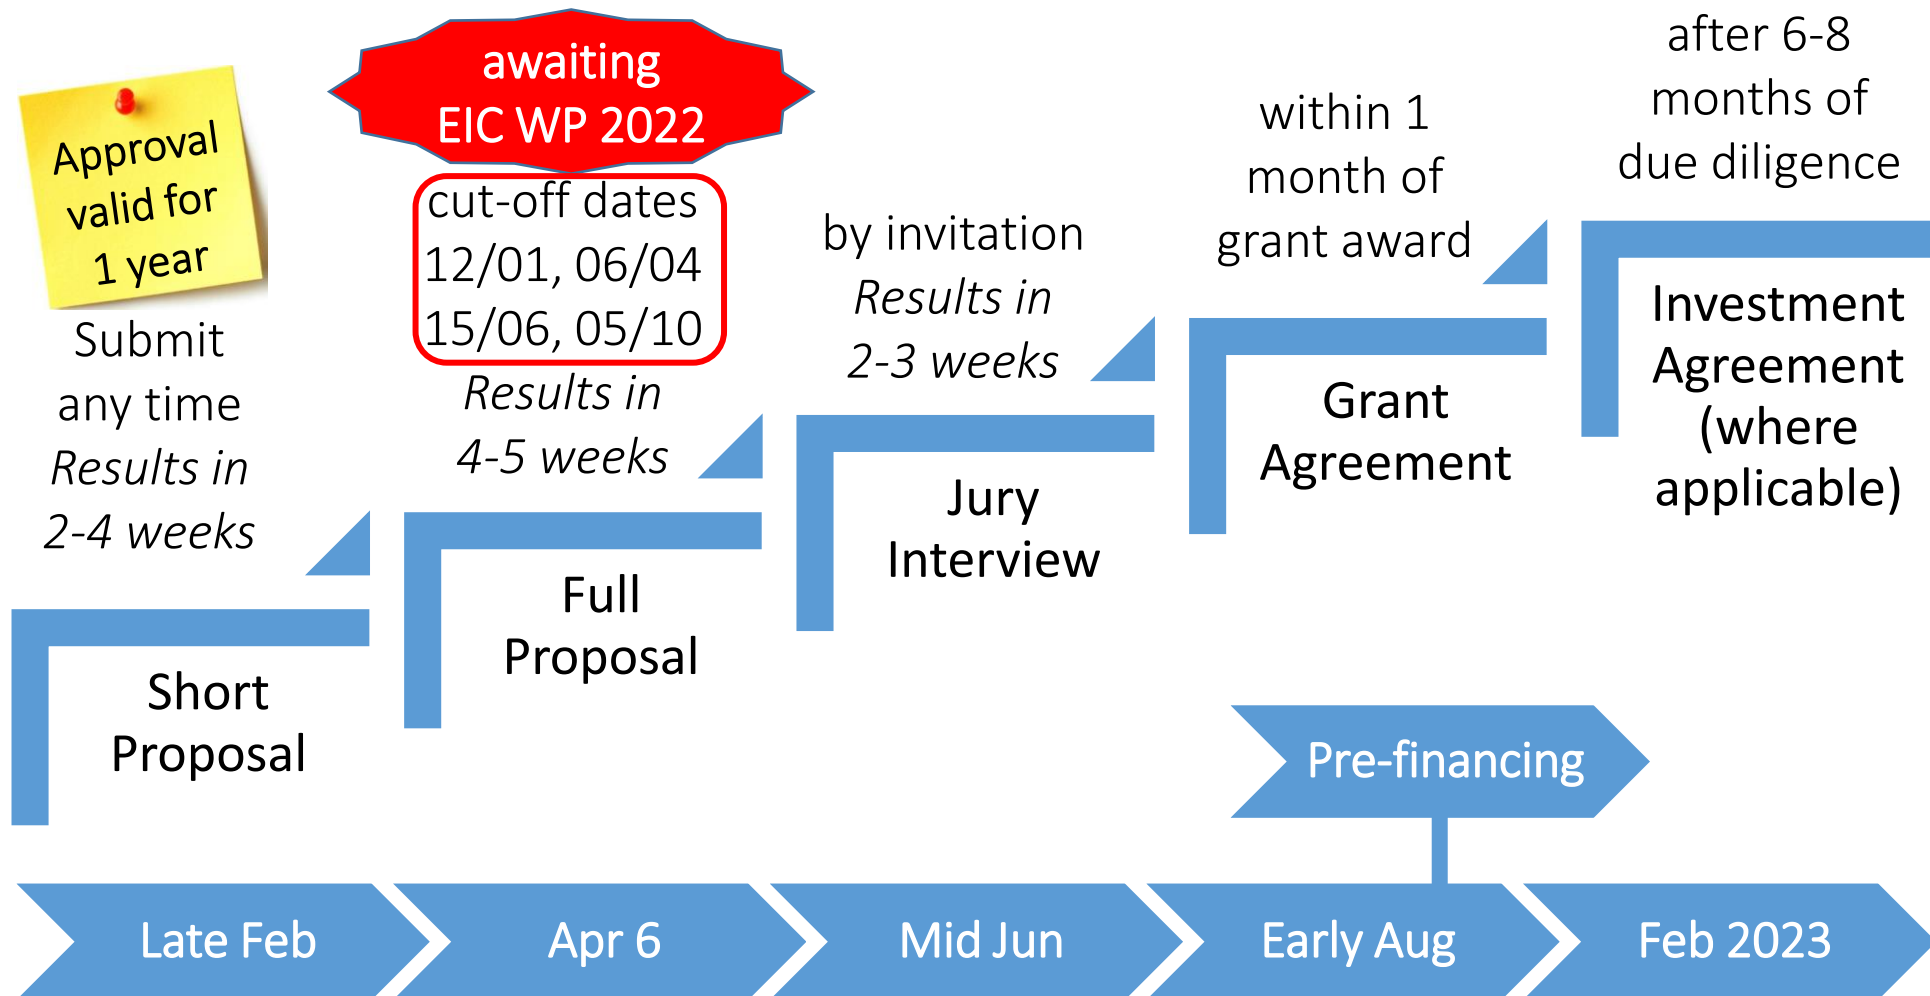 Approval
valid for
1 year
Submit
any time
Results in
2-4 weeks
Short
Proposal
awaiting
EIC WP 2022
cut-off dates
12/01, 06/04
15/06, 05/10
Results in
4-5 weeks
Full
Proposal
by invitation
Results in
2-3 weeks
Jury
Interview
within 1
month of
grant award
Grant
Agreement
after 6-8
months of
due diligence
Investment
Agreement
(where
applicable)
Pre-financing
Late Feb
Apr 6
Mid Jun
Early Aug
Feb 2023